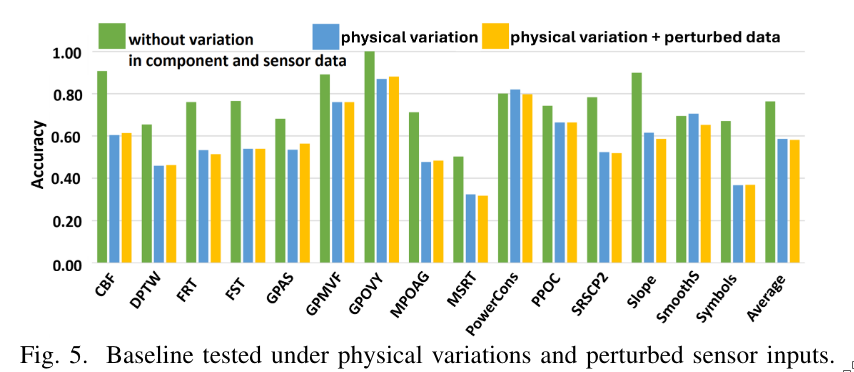 without variation
in component and sensor data
physical variation
physical variation + perturbed data
Accuracy
1.00
0.80
0.60
0.40
0.20
0.00
CBF
DPTW
FRT
FST
GPAS
GPMVF
GPOVY
MPOAG
MSRT
PowerCons
PPOC
SRSCP2
Slope
SmoothS
Symbols
Average
Fig. 5. Baseline tested under physical variations and perturbed sensor inputs.